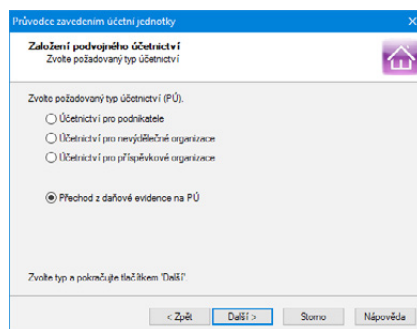 Průvodce zavedením účetní jednotky
Založení podvojného účetnictví
Zvolte požadovaný typ účetnictví
Zvolte požadovaný typ účetnictví (PÚ).
Účetnictví pro podnikatele
Účetnictví pro nevýdělečné organizace
Účetnictví pro příspěvkové organizace
Přechod z daňové evidence na PÚ
Zvolte typ a pokračujte tlačítkem 'Další'.
< Zpět
Další >
Storno
Nápověda